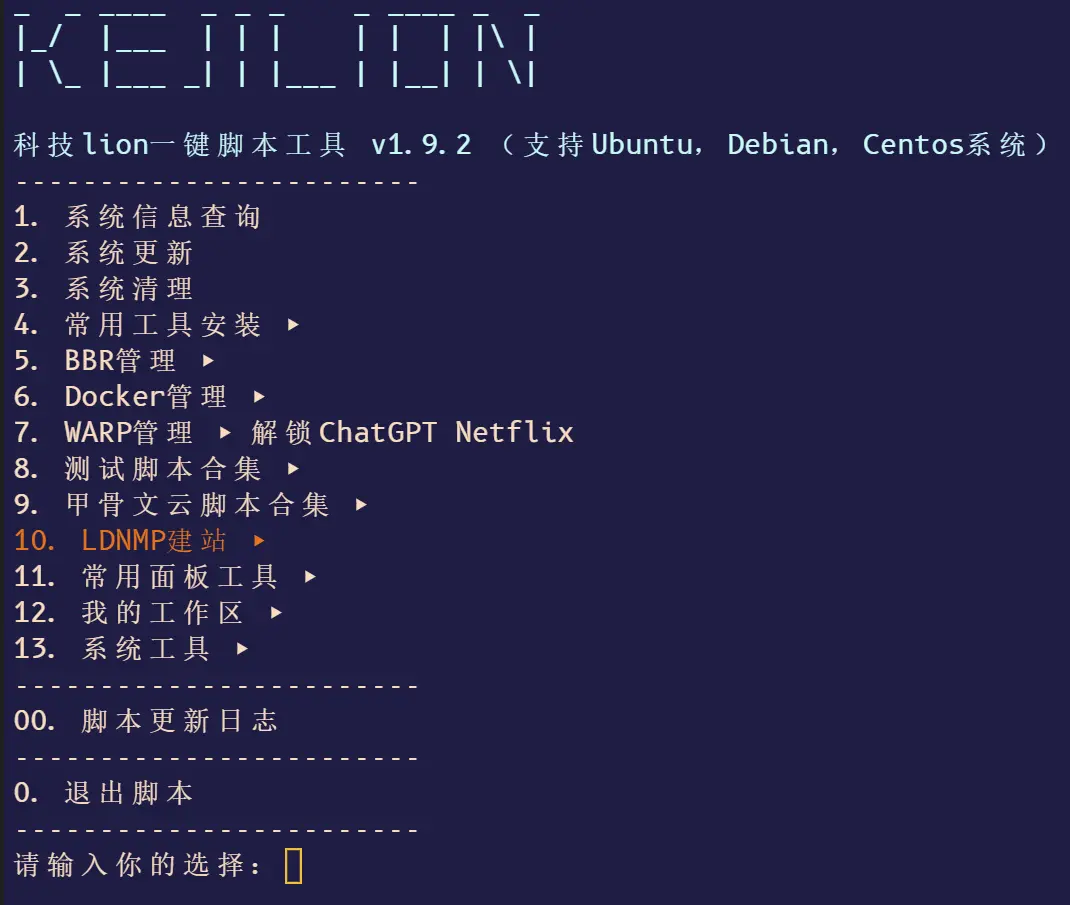 KEJILION
科技lion一键脚本工具 v1.9.2 （支持Ubuntu，Debian，Centos系统）
------------------------
1. 系统信息查询
2. 系统更新
3. 系统清理
4. 常用工具安装 ▶
5. BBR管理 ▶
6. Docker管理 ▶
7. WARP管理 ▶ 解锁ChatGPT Netflix
8. 测试脚本合集 ▶
9. 甲骨文云脚本合集 ▶
10. LDNMP建站 ▶
11. 常用面板工具 ▶
12. 我的工作区 ▶
13. 系统工具 ▶
------------------------
00. 脚本更新日志
------------------------
0. 退出脚本
------------------------
请输入你的选择：